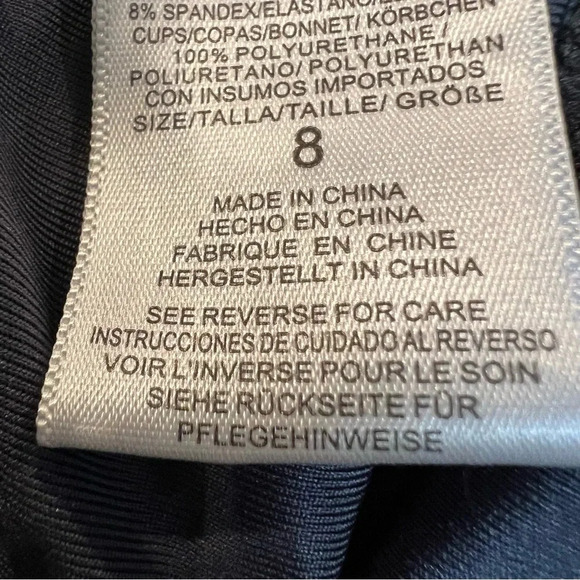 8% SPANDEX/ELASTANO/
CUPS/COPAS/BONNET/ KÖRBCHEN
100% POLYURETHANE /
POLIURETANO/ POLYURETHAN
CON INSUMOS IMPORTADOS
SIZE/TALLA/TAILLE/ GRÖßE
8
MADE IN CHINA
HECHO EN CHINA
FABRIQUE EN CHINE
HERGESTELLT IN CHINA
SEE REVERSE FOR CARE
INSTRUCCIONES DE CUIDADO AL REVERSO
VOIR L'INVERSE POUR LE SOIN
SIEHE RÜCKSEITE FÜR
PFLEGEHINWEISE